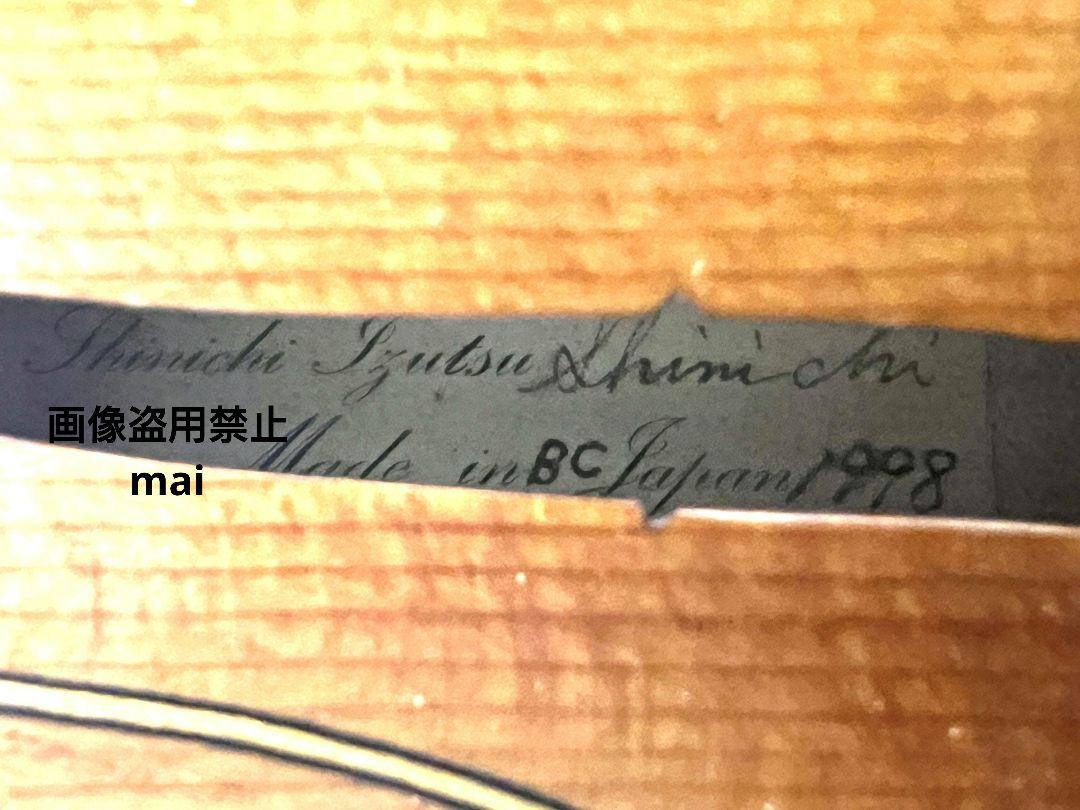 Shinichi Izutsu Shinichi
画像盗用禁止
Made in BC Japan 1998
mai